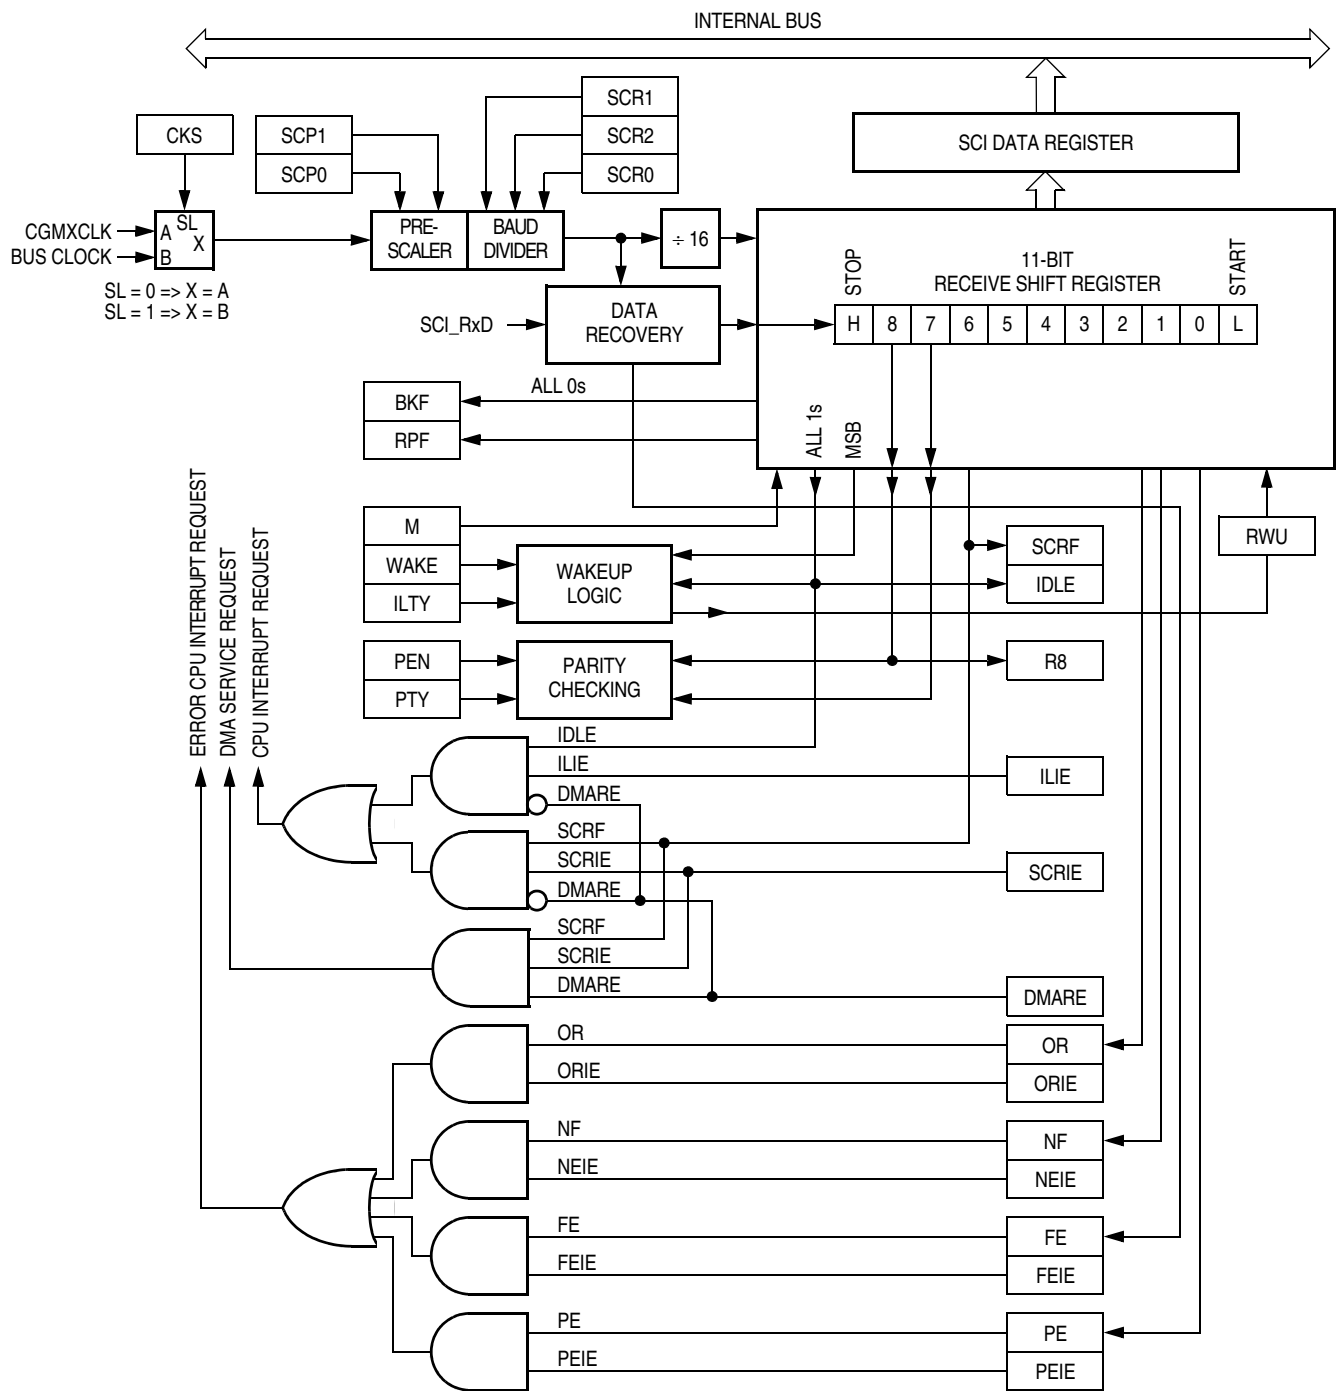 INTERNAL BUS
SCR1
SCR2
SCR0
CKS
SCP1
SCP0
SCI DATA REGISTER
CGMXCLK
BUS CLOCK
A
SL
X
B
SL = 0 => X = A
SL = 1 => X = B
PRE-
SCALER
BAUD
DIVIDER
÷ 16
STOP
11-BIT
RECEIVE SHIFT REGISTER
START
SCI_RxD
DATA
RECOVERY
H 8 7 6 5 4 3 2 1 0 L
ALL 0s
BKF
RPF
ALL 1s
MSB
ERROR CPU INTERRUPT REQUEST
DMA SERVICE REQUEST
CPU INTERRUPT REQUEST
M
WAKE
ILTY
WAKEUP
LOGIC
SCRF
IDLE
RWU
PEN
PTY
PARITY
CHECKING
R8
IDLE
ILIE
DMARE
ILIE
SCRF
SCRIE
DMARE
SCRIE
SCRF
SCRIE
DMARE
DMARE
OR
ORIE
OR
ORIE
NF
NEIE
NF
NEIE
FE
FEIE
FE
FEIE
PE
PEIE
PE
PEIE